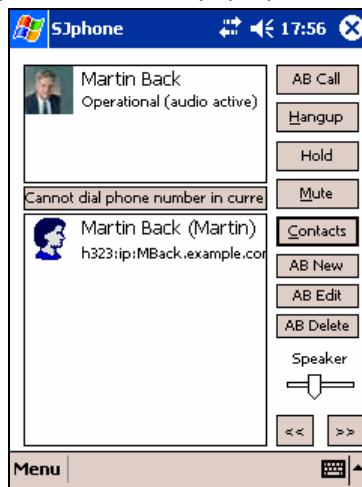 SJphone 17:56
Martin Back
Operational (audio active)
AB Call
Hangup
Hold
Cannot dial phone number in curre
Mute
Martin Back (Martin)
h323:ip:MBack.example.cor
Contacts
AB New
AB Edit
AB Delete
Speaker
<< >>
Menu